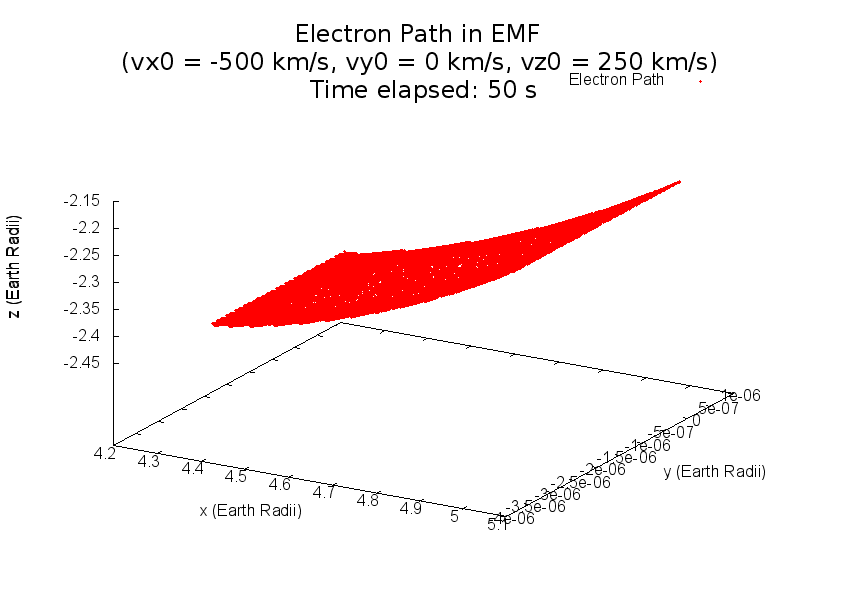 Electron Path in EMF
(vx0 = -500 km/s, vy0 = 0 km/s, vz0 = 250 km/s)
Time elapsed: 50 s
Electron Path
z (Earth Radii)
-2.15
-2.2
-2.25
-2.3
-2.35
-2.4
-2.45
4.2
4.3
4.4
4.5
4.6
4.7
4.8
4.9
5
5.1
x (Earth Radii)
1e-06
5e-07
0
-5e-07
-1e-06
-1.5e-06
-2e-06
-2.5e-06
-3e-06
-3.5e-06
-4e-06
y (Earth Radii)